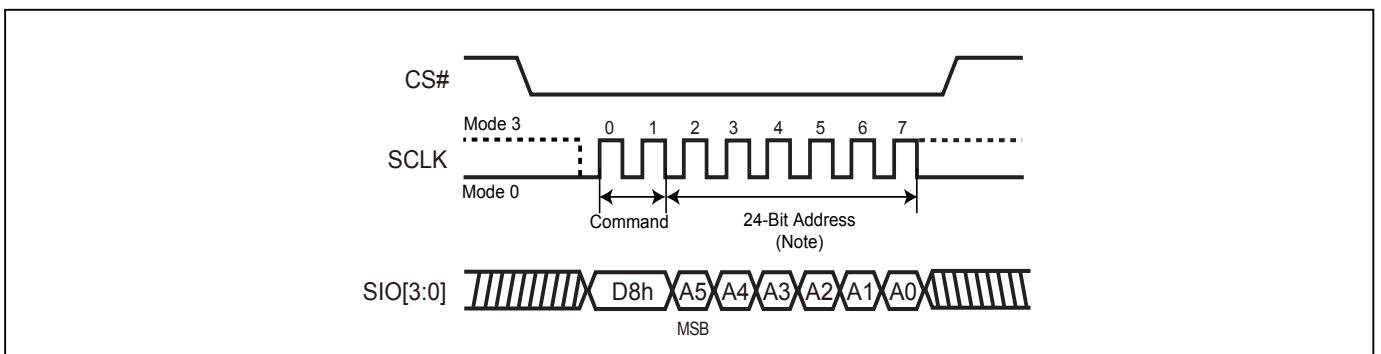 CS#
Mode 3
0 1 2 3 4 5 6 7
SCLK
Mode 0
Command
24-Bit Address
(Note)
SIO[3:0]
D8h A5 A4 A3 A2 A1 A0
MSB